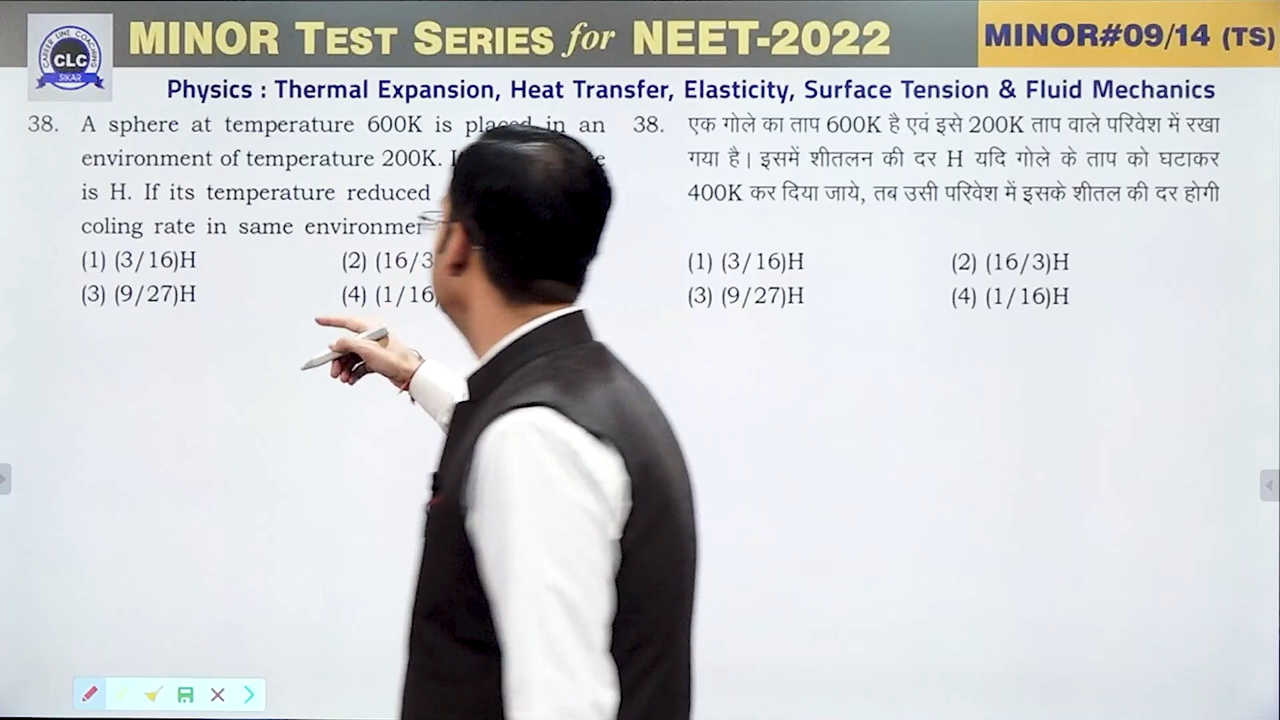 MINOR TEST SERIES for NEET-2022
MINOR#09/14 (TS)
CAREER LINE COACHING
CLC
SIKAR
Physics : Thermal Expansion, Heat Transfer, Elasticity, Surface Tension & Fluid Mechanics
38. A sphere at temperature 600K is placed in an
environment of temperature 200K.
is H. If its temperature reduced
coling rate in same
(1) (3/16)H (2) (16/3
(3) (9/27)H (4) (1/16)
38. एक गोले का ताप 600K है एवं इसे 200K ताप वाले परिवेश में रखा
गया है। इसमें शीतलन की दर H यदि गोले के ताप को घटाकर
400K कर दिया जाये, तब उसी परिवेश में इसके शीतल की दर होगी
(1) (3/16)H (2) (16/3)H
(3) (9/27)H (4) (1/16)H